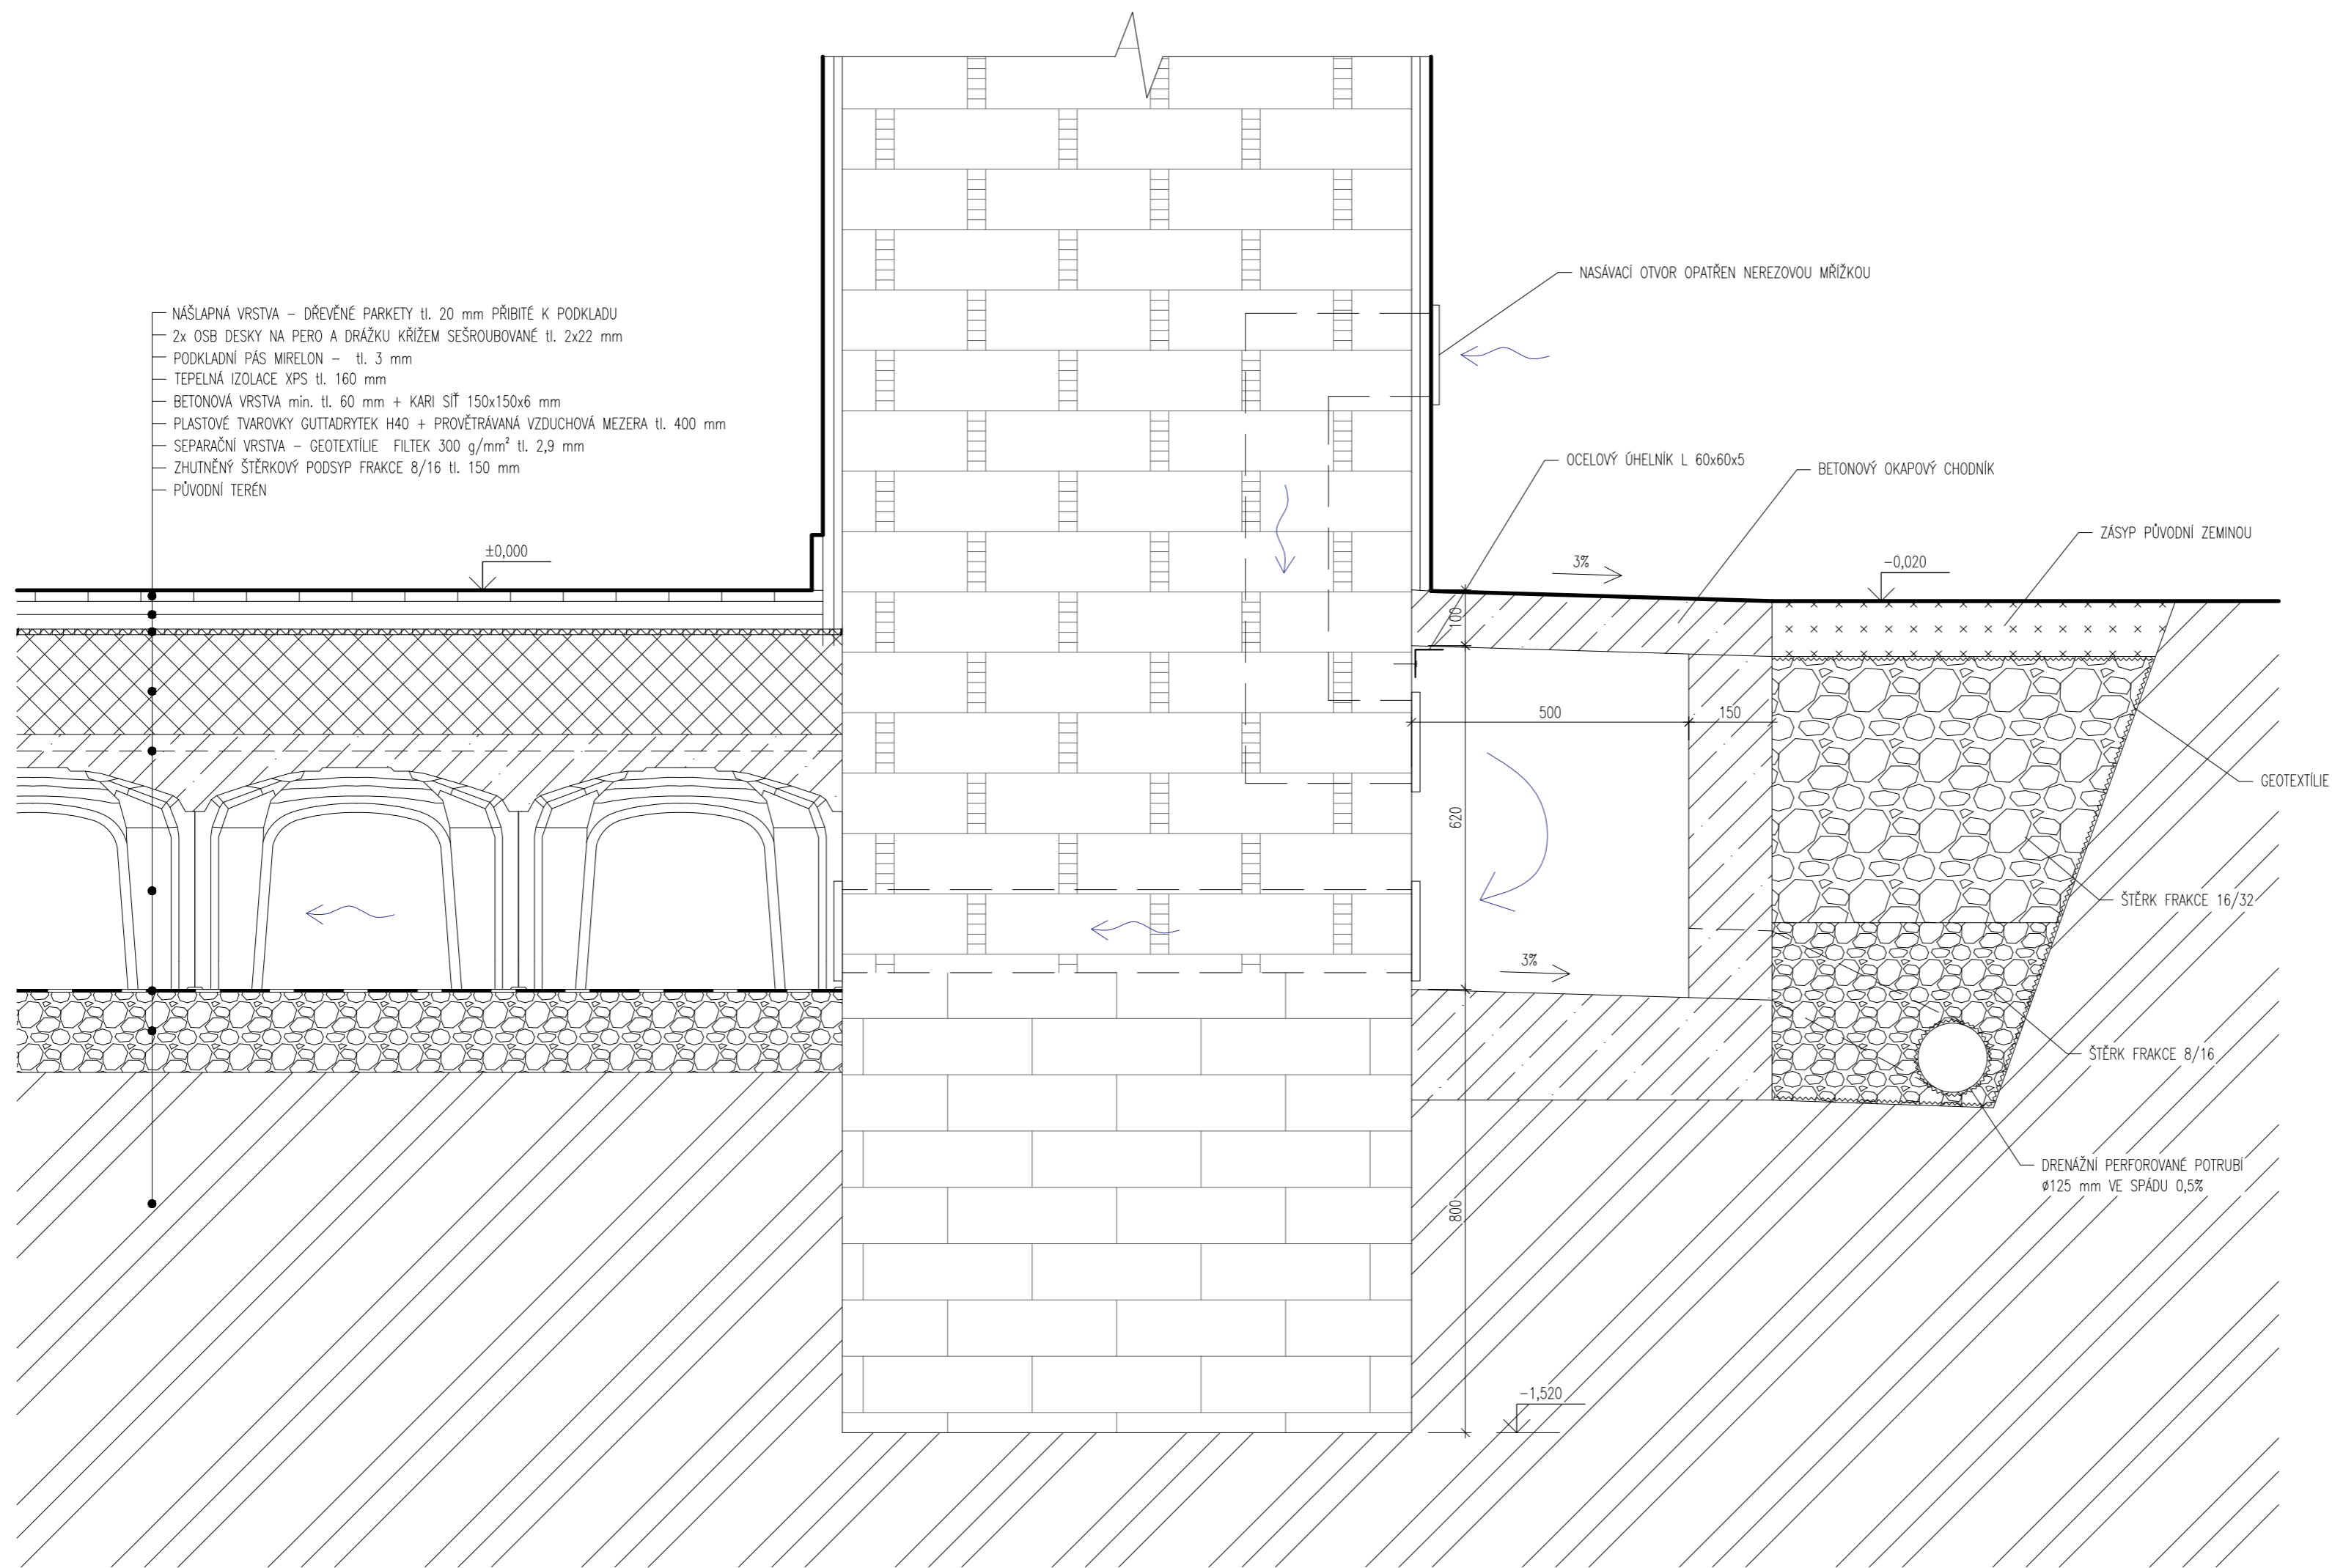 NÁŠLAPNÁ VRSTVA – DŘEVĚNÉ PARKETY tl. 20 mm PŘIBITÉ K PODKLADU
2x OSB DESKY NA PERO A DRÁŽKU KŘÍŽEM SEŠROUBOVANÉ tl. 2x22 mm
PODKLADNÍ PÁS MIRELON – tl. 3 mm
TEPELNÁ IZOLACE XPS tl. 160 mm
BETONOVÁ VRSTVA min. tl. 60 mm + KARI SÍŤ 150x150x6 mm
PLASTOVÉ TVAROVKY GUTTADRYTEK H40 + PROVĚTRÁVANÁ VZDUCHOVÁ MEZERA tl. 400 mm
SEPARAČNÍ VRSTVA – GEOTEXTÍLIE FILTEK 300 g/mm² tl. 2,9 mm
ZHUTNĚNÝ ŠTĚRKOVÝ PODSYP FRAKCE 8/16 tl. 150 mm
PŮVODNÍ TERÉN
±0,000
NASÁVACÍ OTVOR OPATŘEN NEREZOVOU MŘÍŽKOU
OCELOVÝ ÚHELNÍK L 60x60x5
BETONOVÝ OKAPOVÝ CHODNÍK
ZÁSYP PŮVODNÍ ZEMINOU
3%
-0,020
100
500
150
620
GEOTEXTÍLIE
ŠTĚRK FRAKCE 16/32
3%
ŠTĚRK FRAKCE 8/16
DRENÁŽNÍ PERFOROVANÉ POTRUBÍ
ø125 mm VE SPÁDU 0,5%
800
-1,520